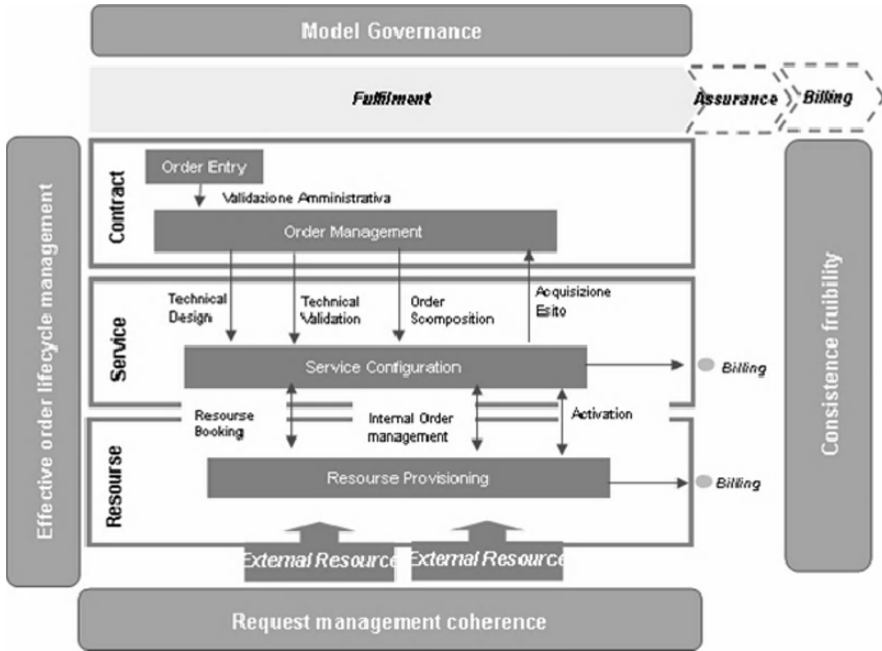 Model Governance
Fulfilment
Assurance
Billing
Effective order lifecycle management
Contract
Order Entry
Validazione Amministrativa
Order Management
Technical
Design
Technical
Validation
Order
Scomposition
Acquisizione
Esito
Service
Service Configuration
Billing
Resourse
Booking
Internal Order
management
Activation
Resourse
Resourse Provisioning
Billing
External Resource
External Resource
Consistence fruibility
Request management coherence